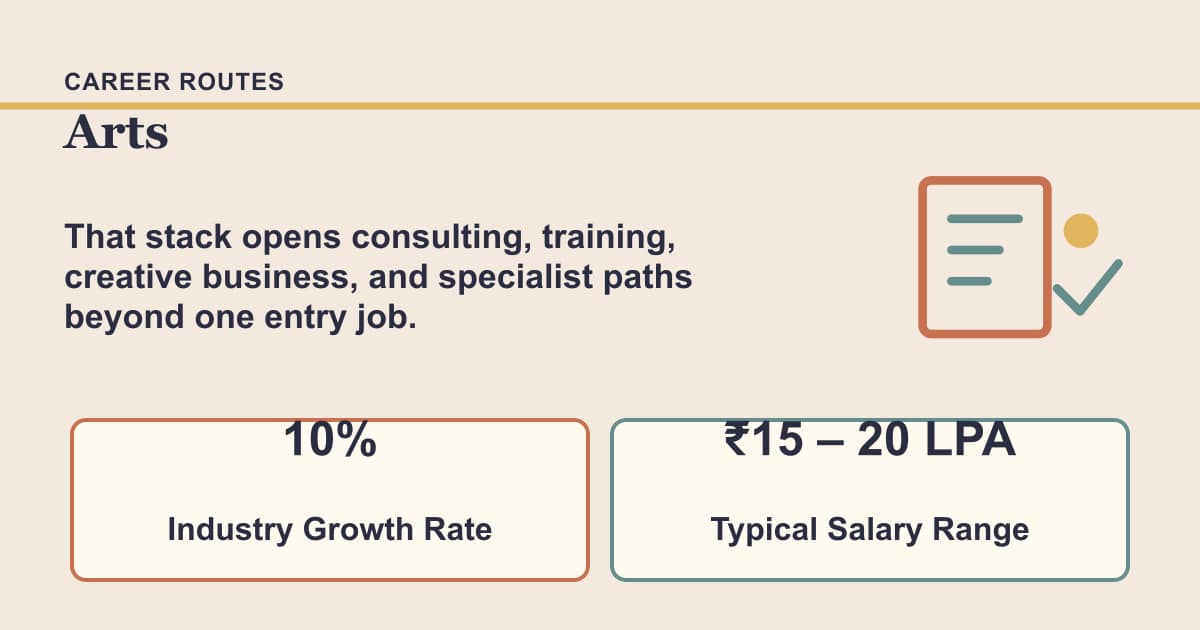 CAREER ROUTES
Arts
That stack opens consulting, training,
creative business, and specialist paths
beyond one entry job.
10%
Industry Growth Rate
₹15 – 20 LPA
Typical Salary Range